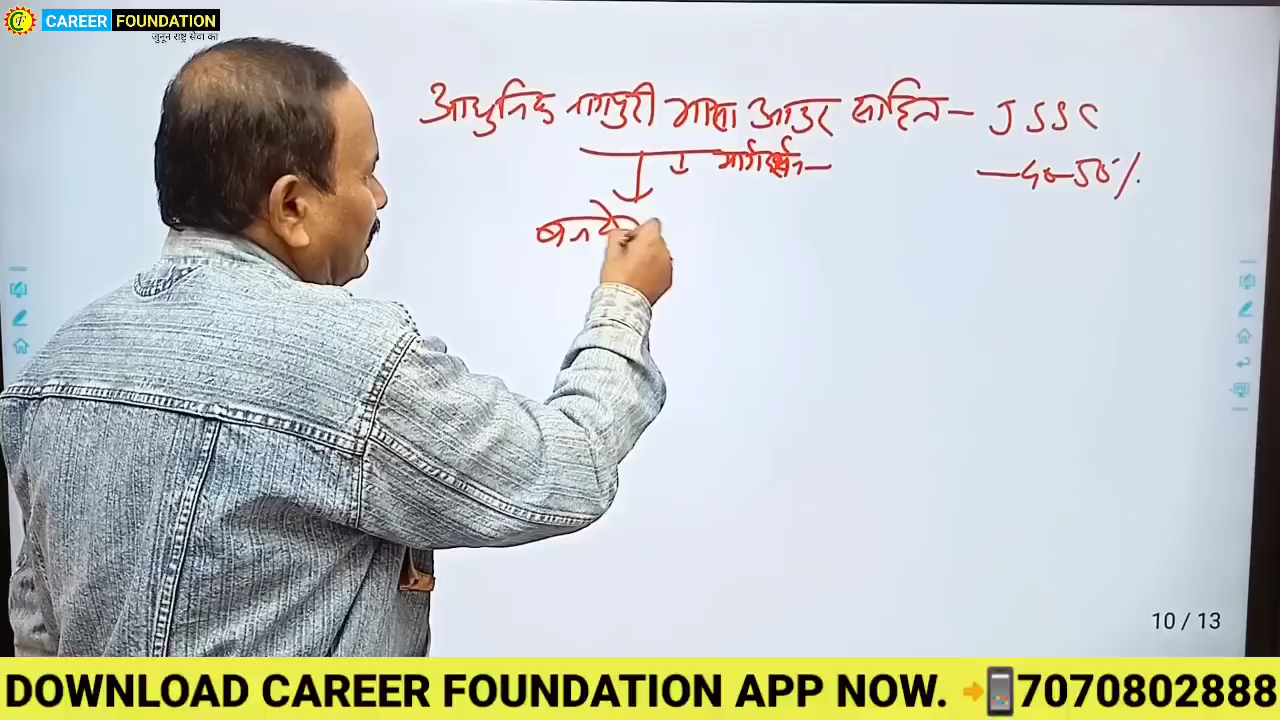 CAREER FOUNDATION
जुनून राष्ट्र सेवा का
आधुनिक नागपुरी भाषा आउर साहित - JSSC
मार्गदर्शन -
- 40-50%
10 / 13
DOWNLOAD CAREER FOUNDATION APP NOW. 7070802888